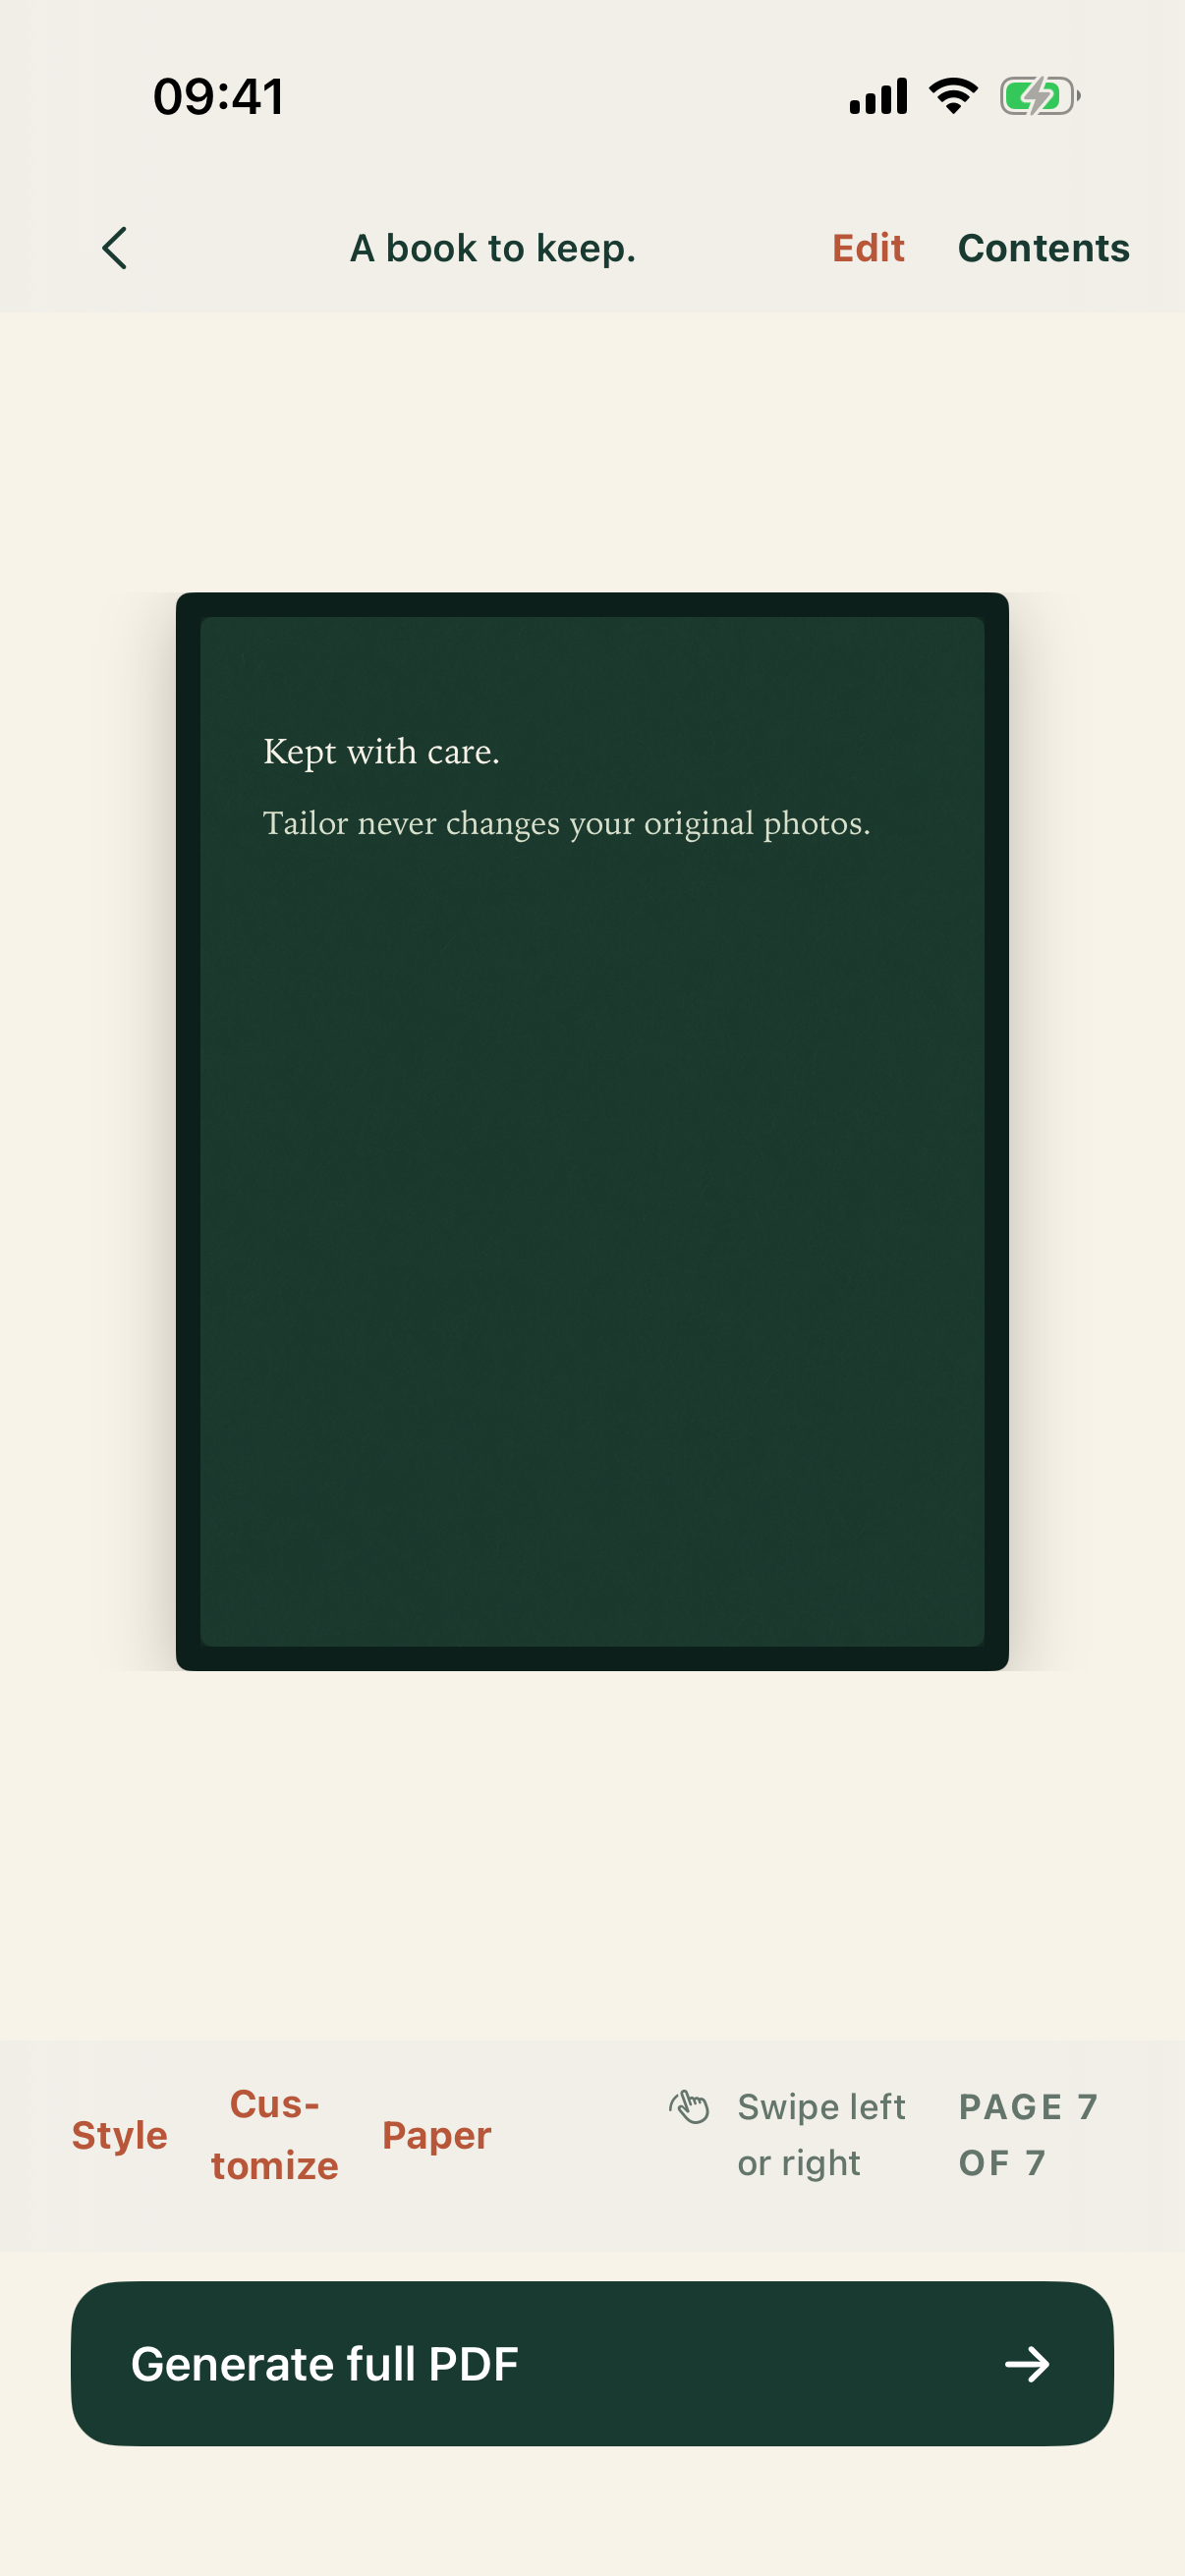 09:41
A book to keep.
Edit
Contents
Kept with care.
Tailor never changes your original photos.
Style
Cus-
tomize
Paper
Swipe left
or right
PAGE 7
OF 7
Generate full PDF